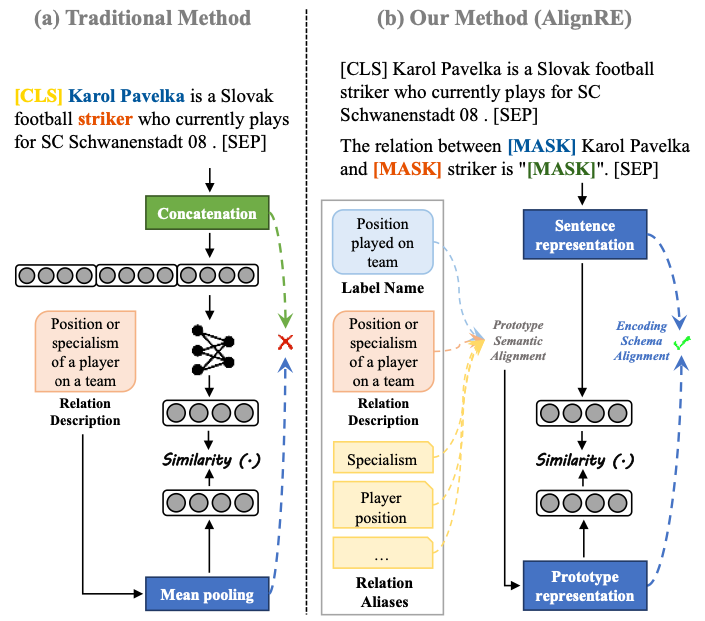 (a) Traditional Method
[CLS] Karol Pavelka is a Slovak
football striker who currently plays
for SC Schwanenstadt 08 . [SEP]
Concatenation
Position or
specialism
of a player
on a team
Relation
Description
Similarity (·)
Mean pooling
(b) Our Method (AlignRE)
[CLS] Karol Pavelka is a Slovak football
striker who currently plays for SC
Schwanenstadt 08 . [SEP]
The relation between [MASK] Karol Pavelka
and [MASK] striker is "[MASK]". [SEP]
Position
played on
team
Label Name
Position or
specialism
of a player
on a team
Relation
Description
Specialism
Player
position
...
Relation
Aliases
Prototype
Semantic
Alignment
Sentence
representation
Encoding
Schema
Alignment
Similarity (·)
Prototype
representation